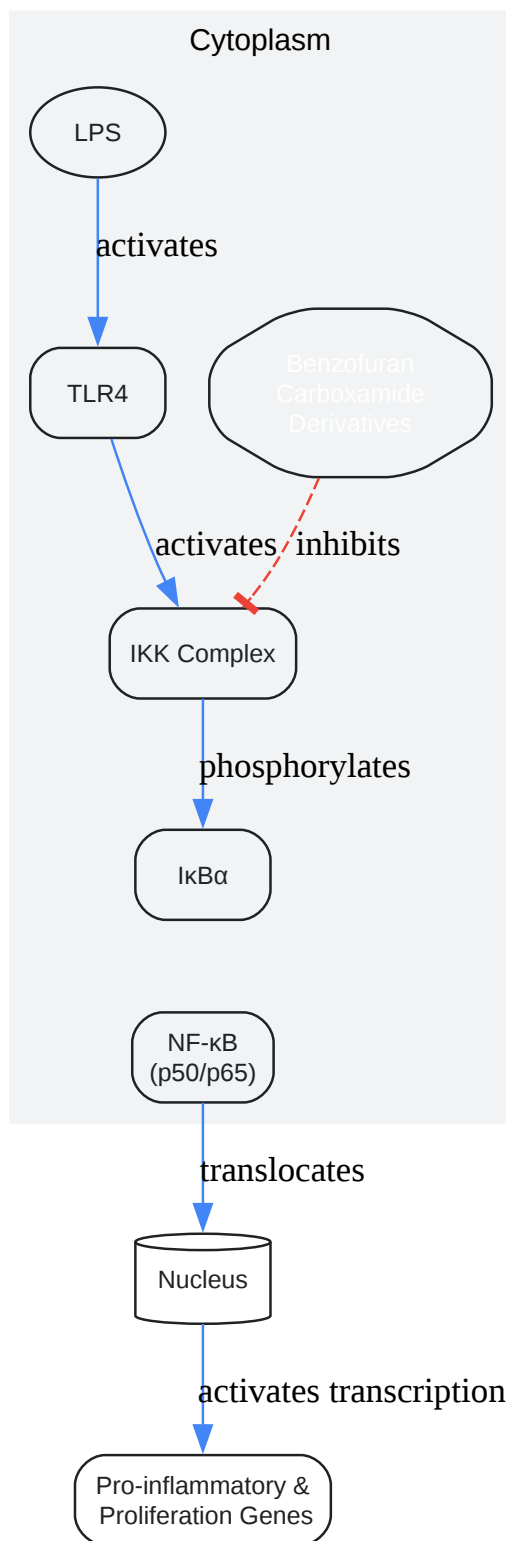 Cytoplasm
LPS
activates
TLR4
Benzofuran
Carboxamide
Derivatives
activates
inhibits
IKK Complex
phosphorylates
IκBα
NF-κB
(p50/p65)
translocates
Nucleus
activates transcription
Pro-inflammatory &
Proliferation Genes